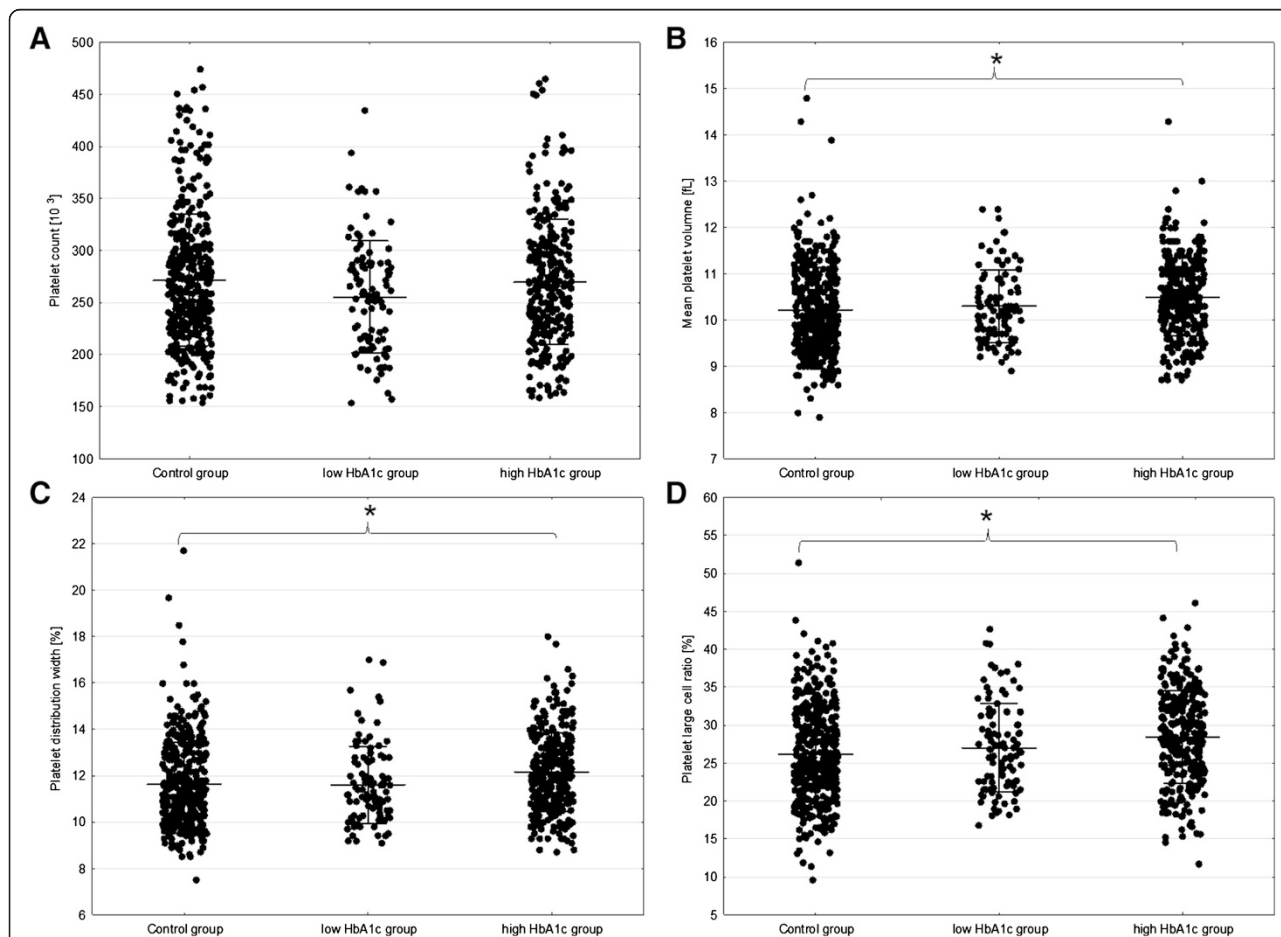 A
500
450
400
350
300
250
200
150
100
Platelet count [10 ³]
Control group
low HbA1c group
high HbA1c group
B
*
16
15
14
13
12
11
10
9
8
7
Mean platelet volumne [fL]
Control group
low HbA1c group
high HbA1c group
C
*
24
22
20
18
16
14
12
10
8
6
Platelet distribution width [%]
Control group
low HbA1c group
high HbA1c group
D
*
60
55
50
45
40
35
30
25
20
15
10
5
Platelet large cell ratio [%]
Control group
low HbA1c group
high HbA1c group